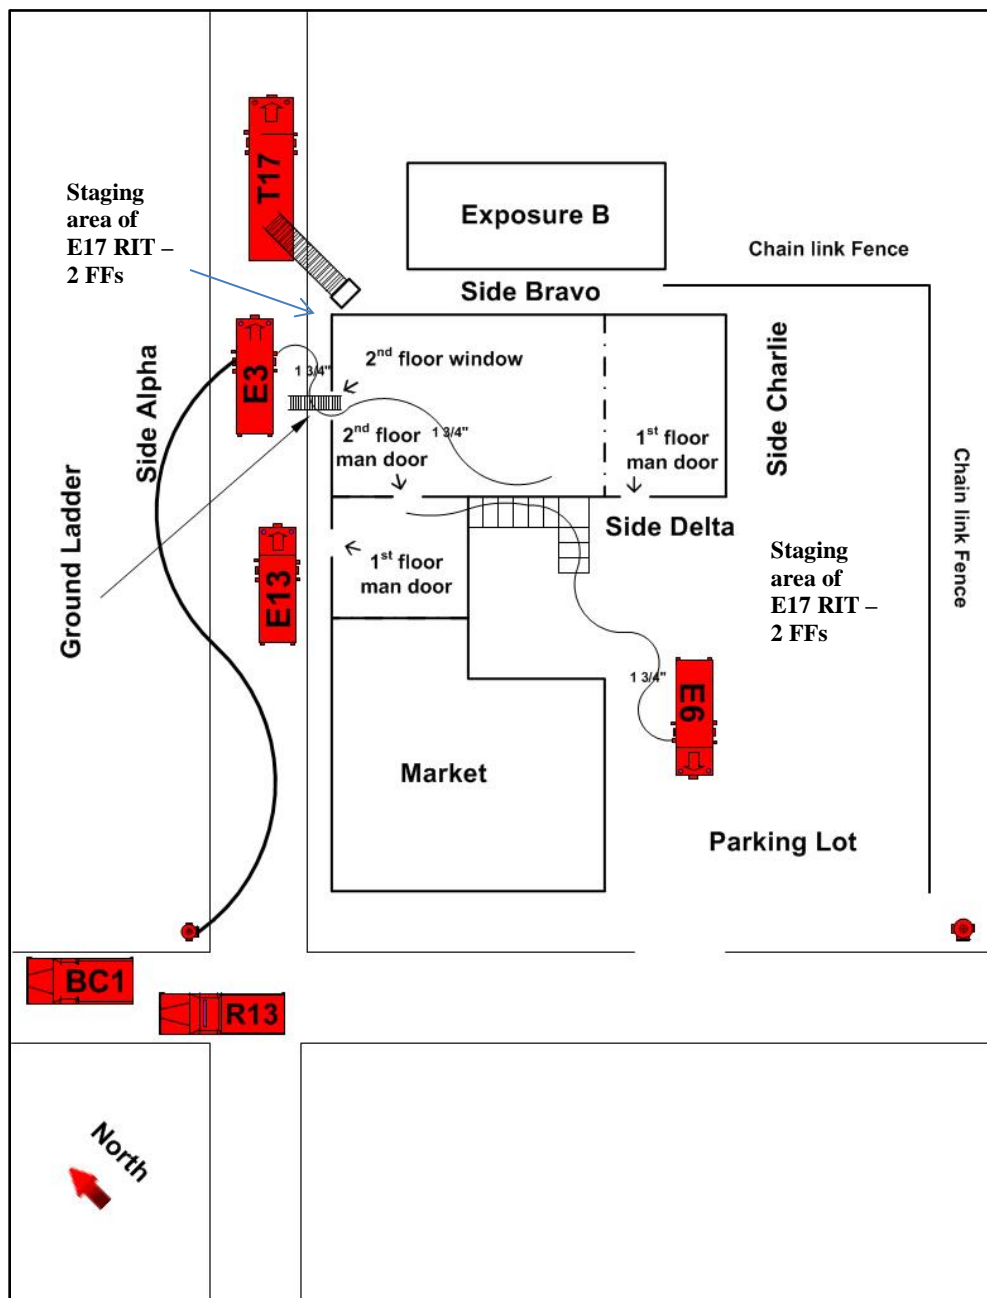 T17
Staging
area of
E17 RIT –
2 FFs
Exposure B
Chain link Fence
Side Bravo
E3
Side Alpha
1 3/4"
2nd floor window
2nd floor
man door
1 3/4"
1st floor
man door
Side Charlie
Chain link Fence
Ground Ladder
E13
Side Delta
1st floor
man door
Staging
area of
E17 RIT –
2 FFs
1 3/4"
E6
Market
Parking Lot
BC1
R13
North